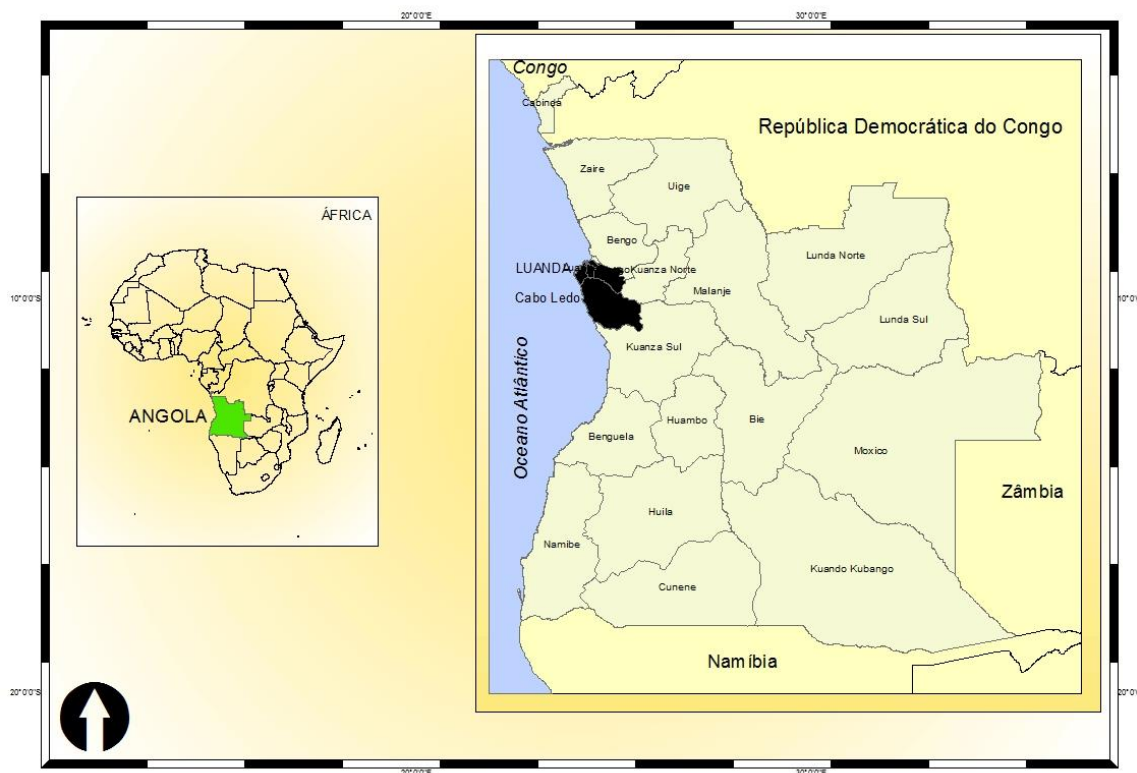 20°0'0"E
30°0'0"E
Congo
Cabinda
República Democrática do Congo
Zaire
Uige
ÁFRICA
Bengo
Lunda Norte
LUANDA
Kuanza Norte
Malanje
10°0'0"S
Cabo Ledo
Lunda Sul
Kuanza Sul
Oceano Atlântico
ANGOLA
Huambo
Bie
Benguela
Moxico
Zâmbia
Huila
Namibe
Kuando Kubango
Cunene
Namíbia
20°0'0"S